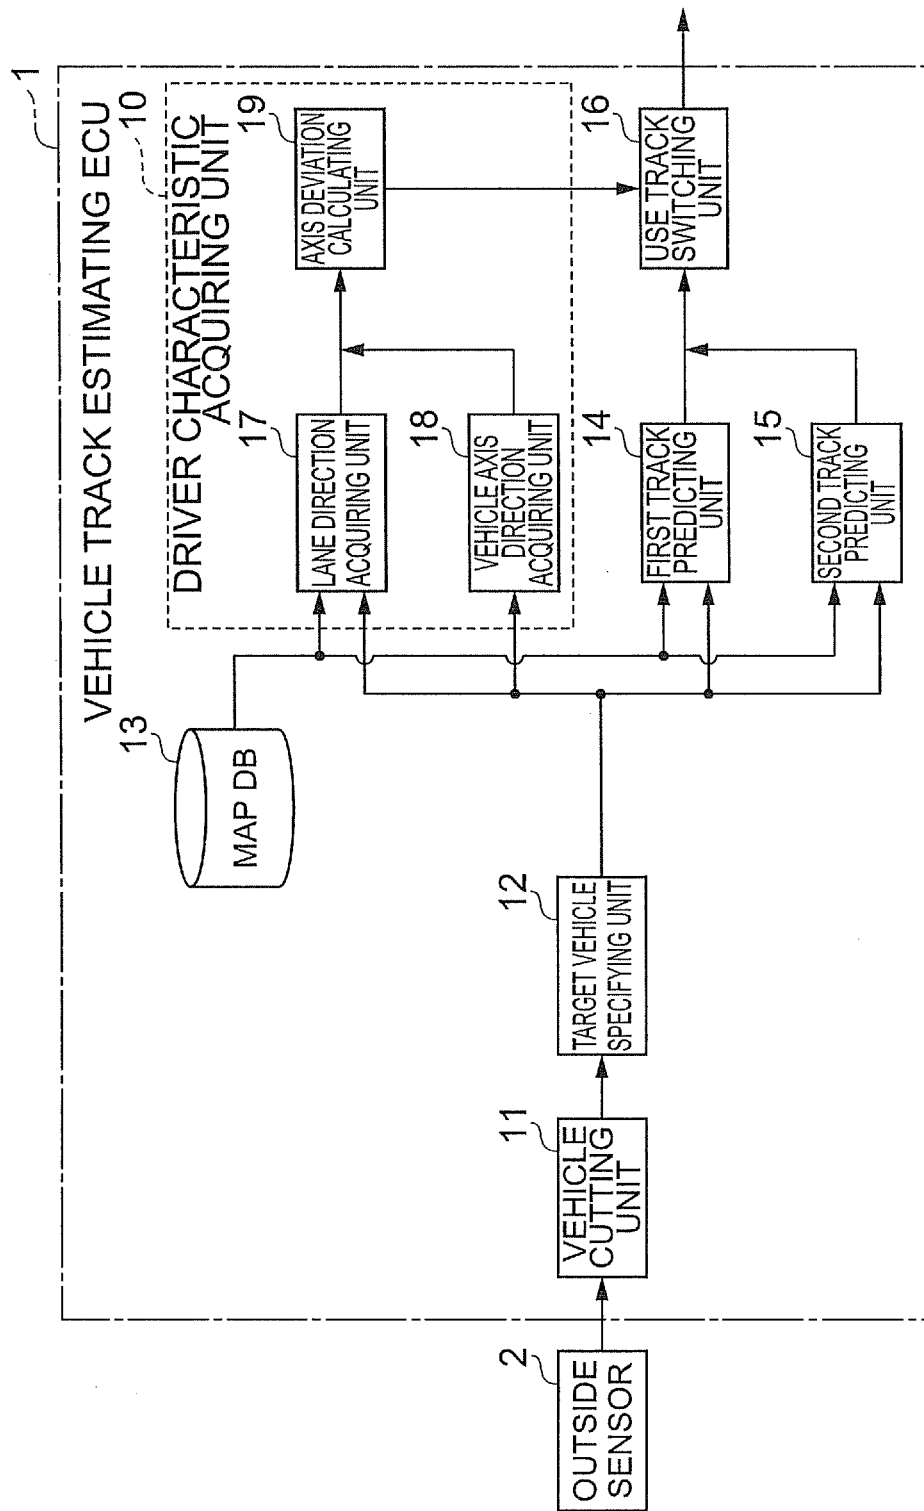 1
VEHICLE TRACK ESTIMATING ECU
10
DRIVER CHARACTERISTIC
ACQUIRING UNIT
13
MAP DB
17
LANE DIRECTION
ACQUIRING UNIT
19
AXIS DEVIATION
CALCULATING
UNIT
18
VEHICLE AXIS
DIRECTION
ACQUIRING UNIT
2
OUTSIDE
SENSOR
11
VEHICLE
CUTTING
UNIT
12
TARGET VEHICLE
SPECIFYING UNIT
14
FIRST TRACK
PREDICTING
UNIT
16
USE TRACK
SWITCHING
UNIT
15
SECOND TRACK
PREDICTING
UNIT